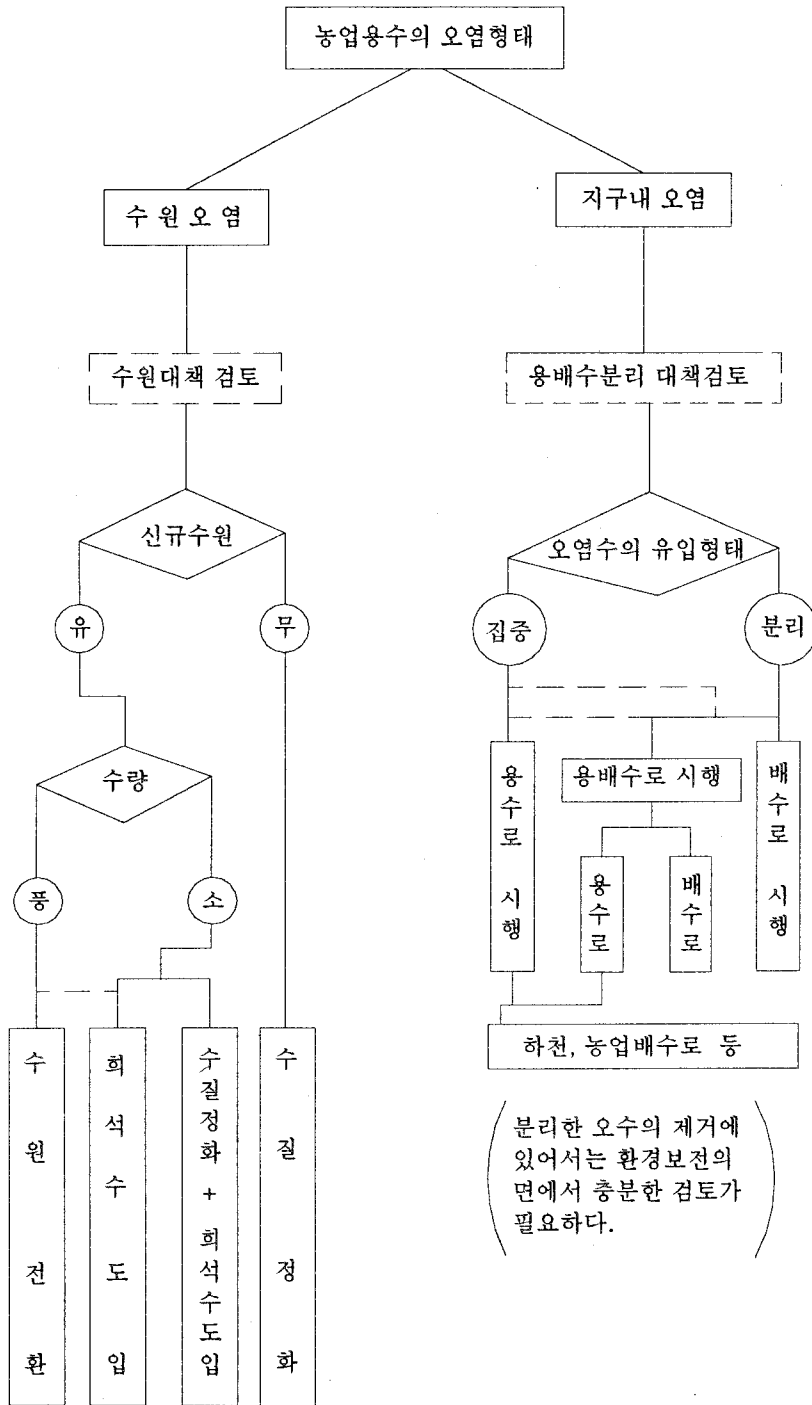 농업용수의 오염형태
수 원 오 염
지구내 오염
수원대책 검토
용배수분리 대책검토
신규수원
오염수의 유입형태
유
무
집중
분리
수량
용수로 시행
용배수로 시행
배수로 시행
풍
소
용수로
배수로
수원 전환
희석수 도입
수질정화 + 희석수도입
수질 정화
하천, 농업배수로 등
분리한 오수의 제거에
있어서는 환경보전의
면에서 충분한 검토가
필요하다.